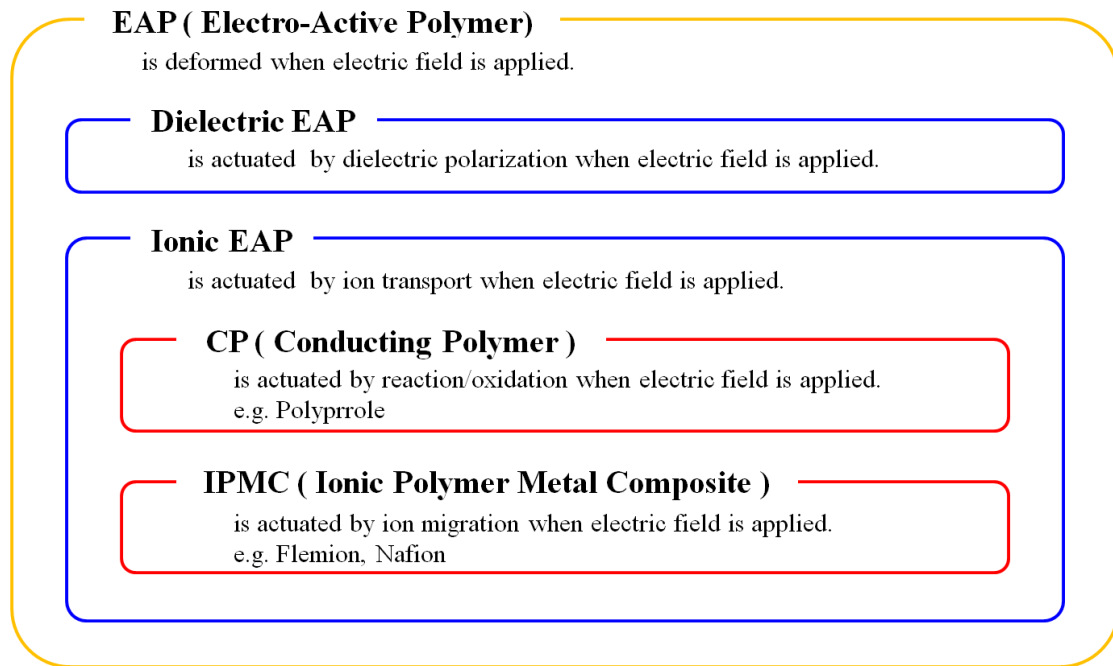 EAP ( Electro-Active Polymer)
is deformed when electric field is applied.
Dielectric EAP
is actuated by dielectric polarization when electric field is applied.
Ionic EAP
is actuated by ion transport when electric field is applied.
CP ( Conducting Polymer )
is actuated by reaction/oxidation when electric field is applied.
e.g. Polyprrole
IPMC ( Ionic Polymer Metal Composite )
is actuated by ion migration when electric field is applied.
e.g. Flemion, Nafion